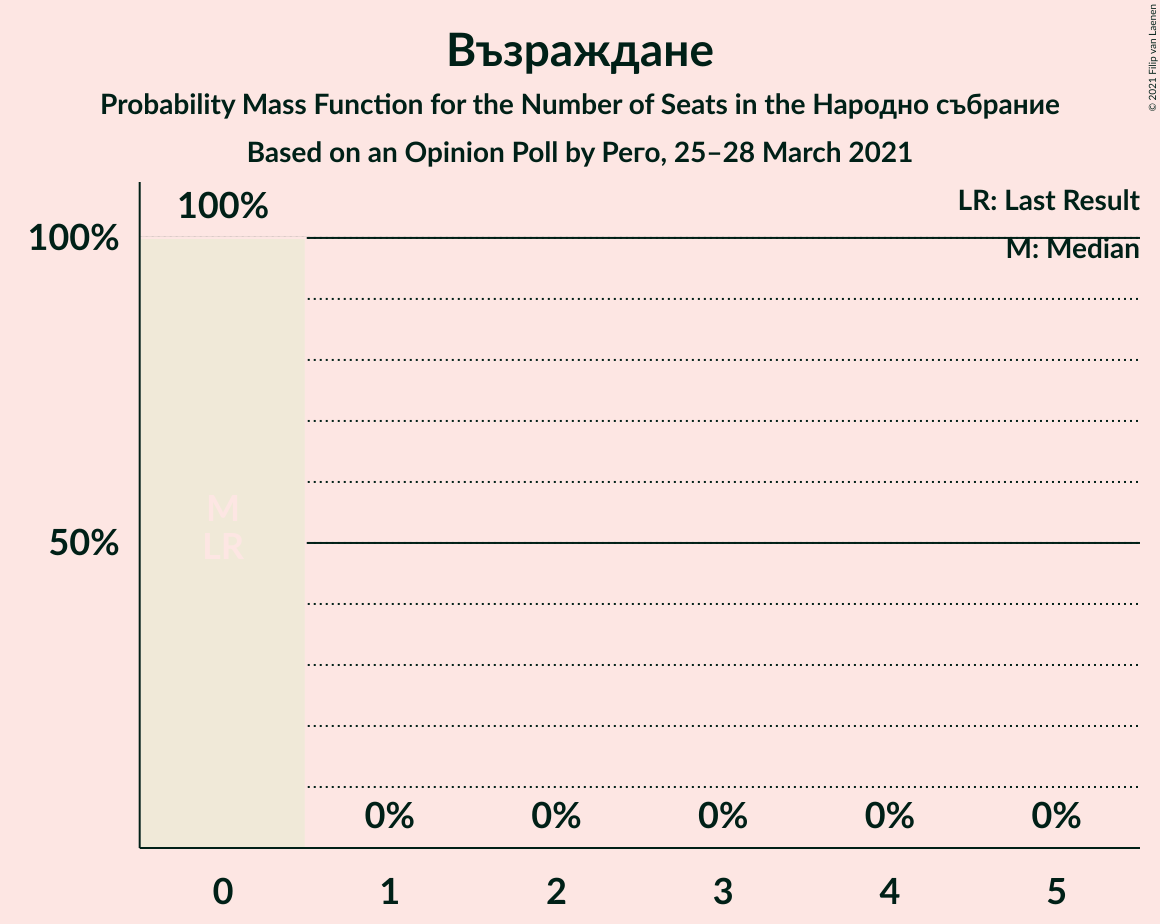 Възраждане
Probability Mass Function for the Number of Seats in the Народно събрание
Based on an Opinion Poll by Рего, 25–28 March 2021
© 2021 Filip van Laenen
LR: Last Result
M: Median
100%
100%
50%
M
LR
0% 0% 0% 0% 0%
0 1 2 3 4 5